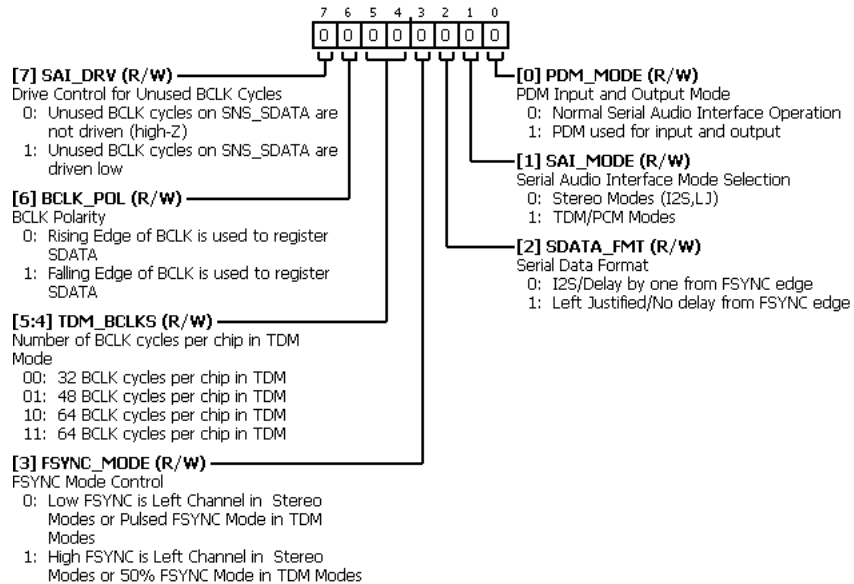 7 6 5 4 3 2 1 0
0 0 0 0 0 0 0 0
[7] SAI_DRV (R/W)
Drive Control for Unused BCLK Cycles
0: Unused BCLK cycles on SNS_SDATA are
not driven (high-Z)
1: Unused BCLK cycles on SNS_SDATA are
driven low
[6] BCLK_POL (R/W)
BCLK Polarity
0: Rising Edge of BCLK is used to register
SDATA
1: Falling Edge of BCLK is used to register
SDATA
[5:4] TDM_BCLKS (R/W)
Number of BCLK cycles per chip in TDM
Mode
00: 32 BCLK cycles per chip in TDM
01: 48 BCLK cycles per chip in TDM
10: 64 BCLK cycles per chip in TDM
11: 64 BCLK cycles per chip in TDM
[3] FSYNC_MODE (R/W)
FSYNC Mode Control
0: Low FSYNC is Left Channel in Stereo
Modes or Pulsed FSYNC Mode in TDM
Modes
1: High FSYNC is Left Channel in Stereo
Modes or 50% FSYNC Mode in TDM Modes
[0] PDM_MODE (R/W)
PDM Input and Output Mode
0: Normal Serial Audio Interface Operation
1: PDM used for input and output
[1] SAI_MODE (R/W)
Serial Audio Interface Mode Selection
0: Stereo Modes (I2S,LJ)
1: TDM/PCM Modes
[2] SDATA_FMT (R/W)
Serial Data Format
0: I2S/Delay by one from FSYNC edge
1: Left Justified/No delay from FSYNC edge